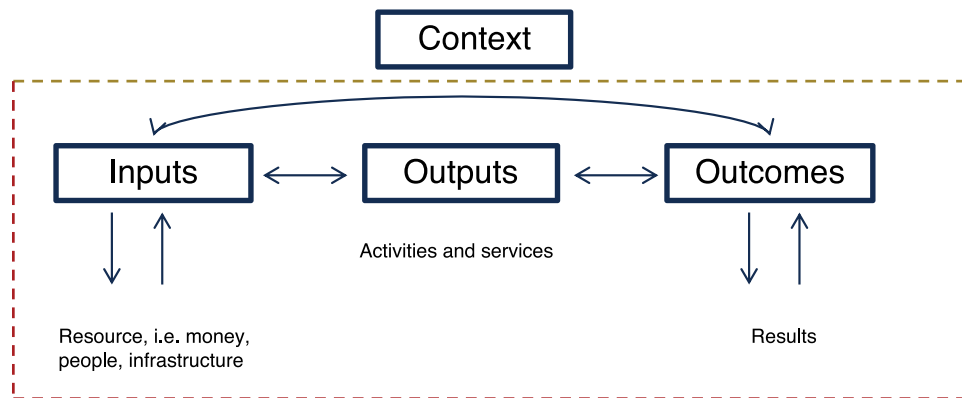 Context
Inputs
Outputs
Outcomes
Activities and services
Resource, i.e. money,
people, infrastructure
Results